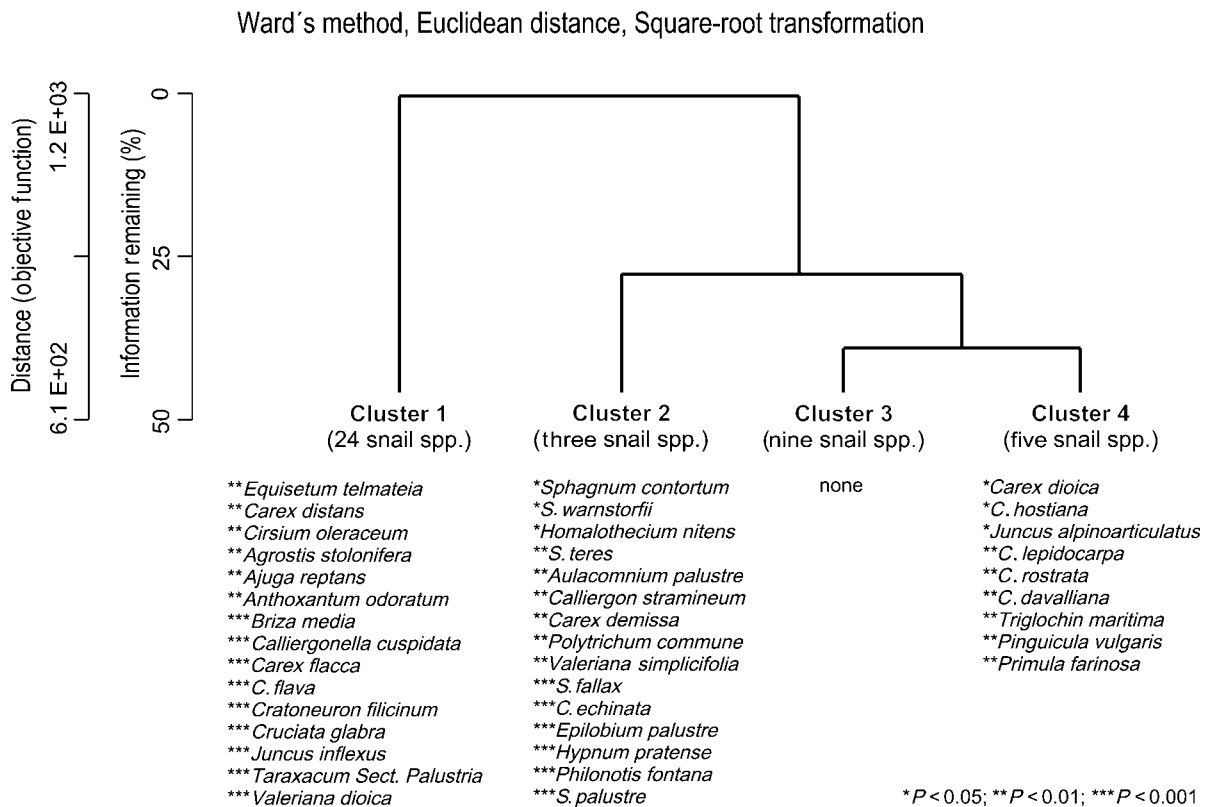 Ward´s method, Euclidean distance, Square-root transformation
Distance (objective function)
1.2 E+03
6.1 E+02
Information remaining (%)
0
25
50
Cluster 1
(24 snail spp.)
**Equisetum telmateia
**Carex distans
**Cirsium oleraceum
**Agrostis stolonifera
**Ajuga reptans
**Anthoxantum odoratum
***Briza media
***Calliergonella cuspidata
***Carex flacca
***C. flava
***Cratoneuron filicinum
***Cruciata glabra
***Juncus inflexus
***Taraxacum Sect. Palustria
***Valeriana dioica
Cluster 2
(three snail spp.)
*Sphagnum contortum
*S. warnstorfii
*Homalothecium nitens
**S. teres
**Aulacomnium palustre
**Calliergon stramineum
**Carex demissa
**Polytrichum commune
**Valeriana simplicifolia
***S. fallax
***C. echinata
***Epilobium palustre
***Hypnum pratense
***Philonotis fontana
***S. palustre
Cluster 3
(nine snail spp.)
none
Cluster 4
(five snail spp.)
*Carex dioica
*C. hostiana
*Juncus alpinoarticulatus
**C. lepidocarpa
**C. rostrata
**C. davalliana
**Triglochin maritima
**Pinguicula vulgaris
**Primula farinosa
*P < 0.05; **P < 0.01; ***P < 0.001